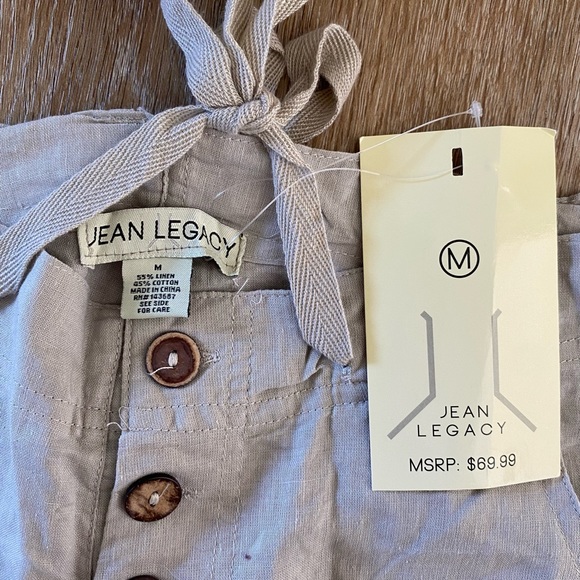 JEAN LEGACY
M
55% LINEN
45% COTTON
MADE IN CHINA
RN# 143687
SEE SIDE
FOR CARE
M
JEAN
LEGACY
MSRP: $69.99